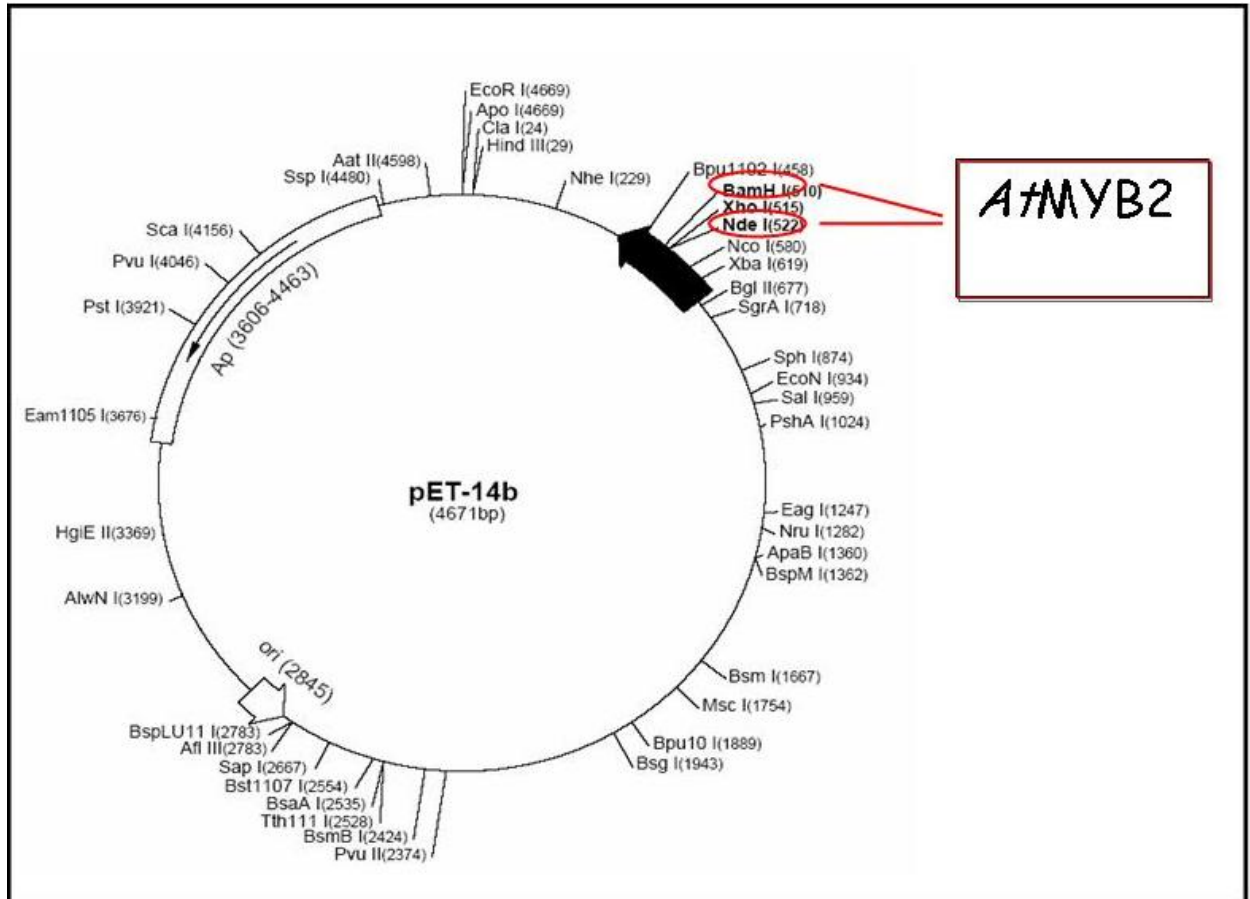 EcoR I(4669)
Apo I(4669)
Cla I(24)
Hind III(29)
Aat II(4598)
Ssp I(4480)
Nhe I(229)
Bpu1102 I(458)
BamH I(510)
Xho I(515)
Nde I(522)
Nco I(580)
Xba I(619)
Bgl II(677)
SgrA I(718)
AtMYB2
Sca I(4156)
Pvu I(4046)
Pst I(3921)
Ap (3606-4463)
Sph I(874)
EcoN I(934)
Sal I(959)
PshA I(1024)
Eam1105 I(3676)
pET-14b
(4671bp)
Eag I(1247)
Nru I(1282)
ApaB I(1360)
BspM I(1362)
HgiE II(3369)
AlwN I(3199)
ori (2845)
Bsm I(1667)
Msc I(1754)
Bpu10 I(1889)
Bsg I(1943)
BspLU11 I(2783)
Afl III(2783)
Sap I(2667)
Bst1107 I(2554)
BsaA I(2535)
Tth111 I(2528)
BsmB I(2424)
Pvu II(2374)